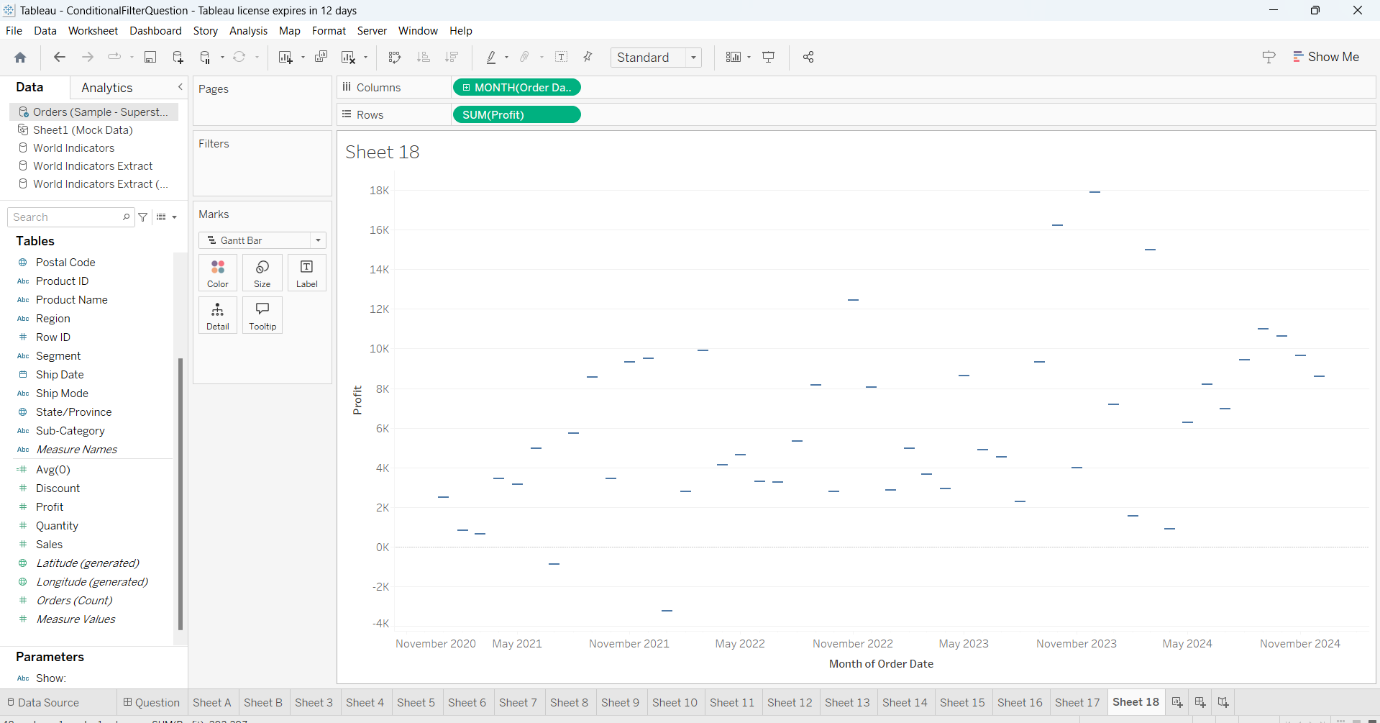 Tableau - ConditionalFilterQuestion - Tableau license expires in 12 days
File Data Worksheet Dashboard Story Analysis Map Format Server Window Help
Standard
Show Me
Data Analytics
Orders (Sample - Superst...
Sheet1 (Mock Data)
World Indicators
World Indicators Extract
World Indicators Extract (...
Search
Tables
Postal Code
Abc Product ID
Abc Product Name
Abc Region
# Row ID
Abc Segment
Ship Date
Abc Ship Mode
State/Province
Abc Sub-Category
Abc Measure Names
=# Avg(0)
# Discount
# Profit
# Quantity
# Sales
Latitude (generated)
Longitude (generated)
# Orders (Count)
# Measure Values
Parameters
Abc Show:
Pages
Filters
Marks
Gantt Bar
Color Size Label
Detail Tooltip
Columns MONTH(Order Da..
Rows SUM(Profit)
Sheet 18
18K
16K
14K
12K
10K
8K
6K
4K
2K
0K
-2K
-4K
Profit
November 2020 May 2021 November 2021 May 2022 November 2022 May 2023 November 2023 May 2024 November 2024
Month of Order Date
Data Source Question Sheet A Sheet B Sheet 3 Sheet 4 Sheet 5 Sheet 6 Sheet 7 Sheet 8 Sheet 9 Sheet 10 Sheet 11 Sheet 12 Sheet 13 Sheet 14 Sheet 15 Sheet 16 Sheet 17 Sheet 18